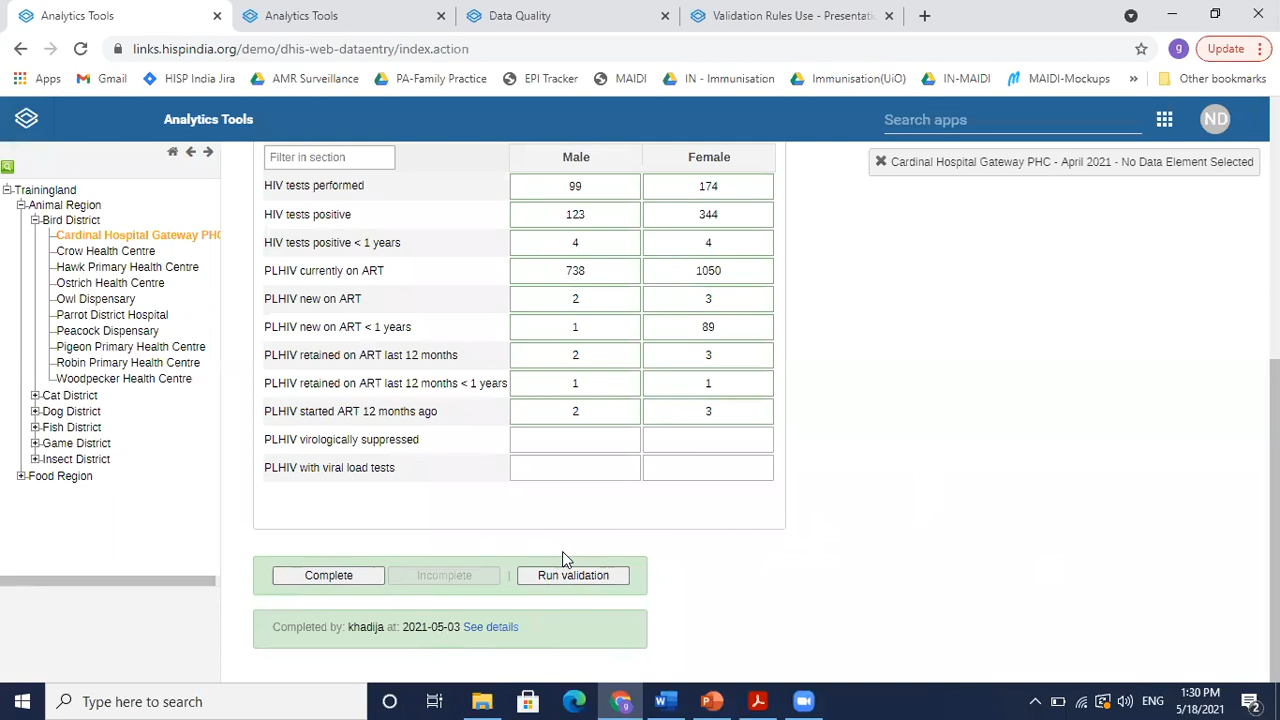 Analytics Tools
Analytics Tools
Data Quality
Validation Rules Use - Presentati
links.hispindia.org/demo/dhis-web-dataentry/index.action
g
Update
Apps
Gmail
HISP India Jira
AMR Surveillance
PA-Family Practice
EPI Tracker
MAIDI
IN - Immunisation
Immunisation(UiO)
IN-MAIDI
MAIDI-Mockups
Other bookmarks
Analytics Tools
Search apps
ND
Filter in section
Male
Female
Cardinal Hospital Gateway PHC - April 2021 - No Data Element Selected
Trainingland
Animal Region
Bird District
Cardinal Hospital Gateway PHC
Crow Health Centre
Hawk Primary Health Centre
Ostrich Health Centre
Owl Dispensary
Parrot District Hospital
Peacock Dispensary
Pigeon Primary Health Centre
Robin Primary Health Centre
Woodpecker Health Centre
Cat District
Dog District
Fish District
Game District
Insect District
Food Region
HIV tests performed 99 174
HIV tests positive 123 344
HIV tests positive < 1 years 4 4
PLHIV currently on ART 738 1050
PLHIV new on ART 2 3
PLHIV new on ART < 1 years 1 89
PLHIV retained on ART last 12 months 2 3
PLHIV retained on ART last 12 months < 1 years 1 1
PLHIV started ART 12 months ago 2 3
PLHIV virologically suppressed
PLHIV with viral load tests
Complete
Incomplete
|
Run validation
Completed by: khadija at: 2021-05-03 See details
Type here to search
ENG
1:30 PM
5/18/2021
2